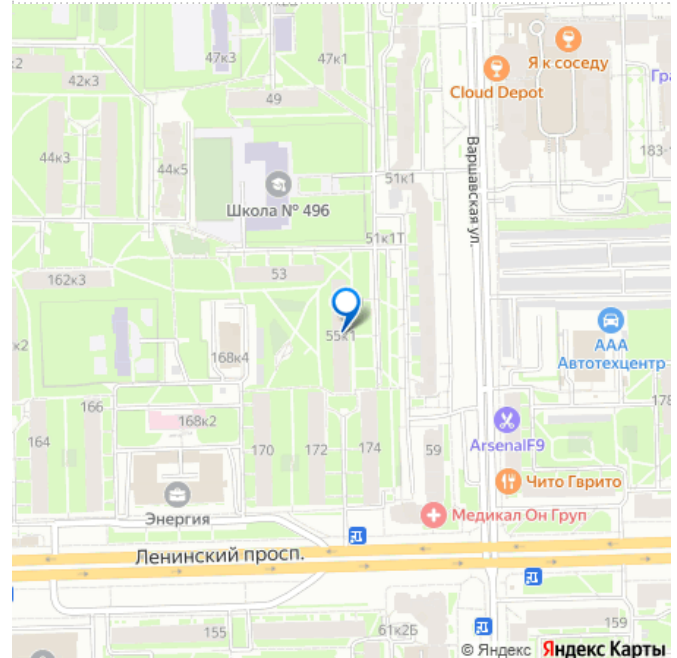 47к3
47к1
к2
42к3
49
Я к соседу
Cloud Depot
Гра
183-
44к3
44к5
Школа № 496
51к1
Варшавская ул.
51к1Т
162к3
53
55к1
168к4
ААА
Автотехцентр
178
166
168к2
164
170
172
174
59
ArsenalF9
Чито Гврито
Энергия
Медикал Он Груп
Ленинский просп.
155
61к2Б
159
© Яндекс Яндекс Карты